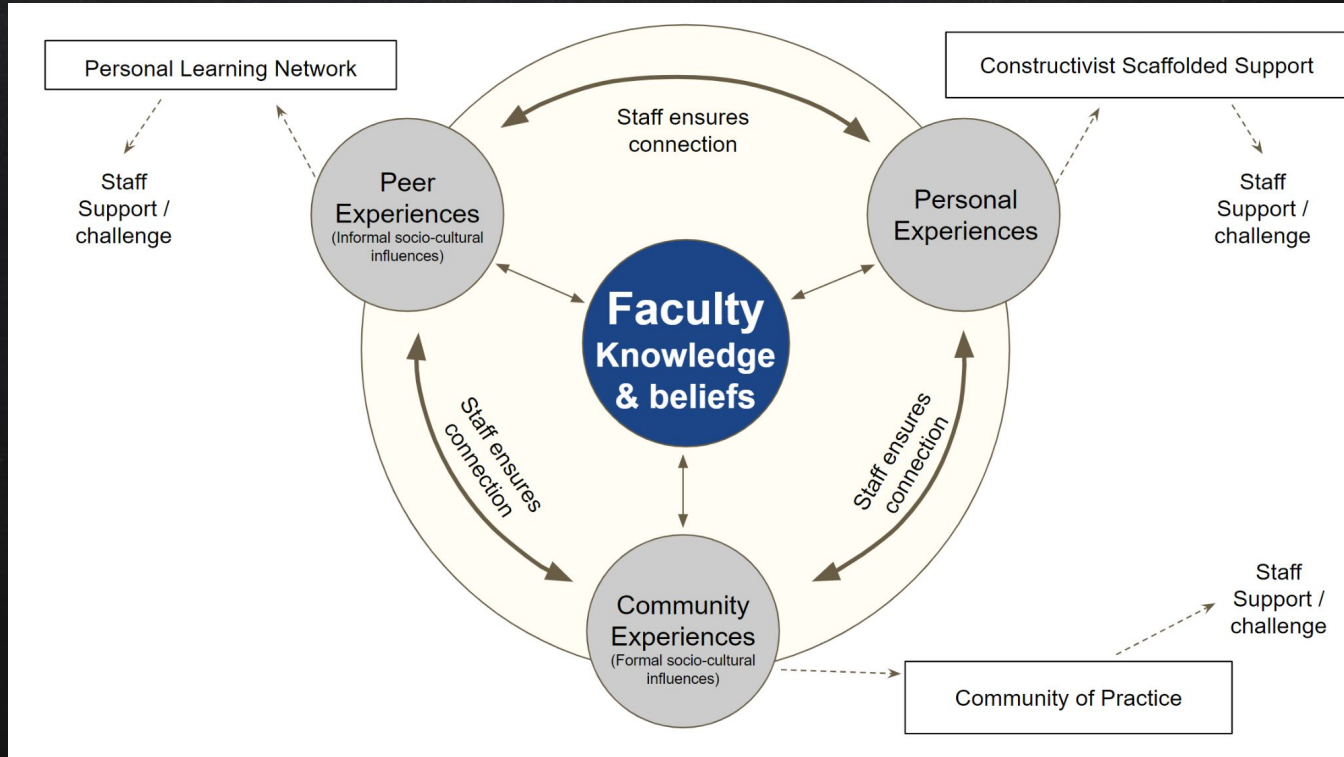 Personal Learning Network
Constructivist Scaffolded Support
Staff ensures
connection
Staff
Support /
challenge
Peer
Experiences
(Informal socio-cultural
influences)
Personal
Experiences
Staff
Support /
challenge
Faculty
Knowledge
& beliefs
Staff ensures
connection
Staff ensures
connection
Community
Experiences
(Formal socio-cultural
influences)
Staff
Support /
challenge
Community of Practice